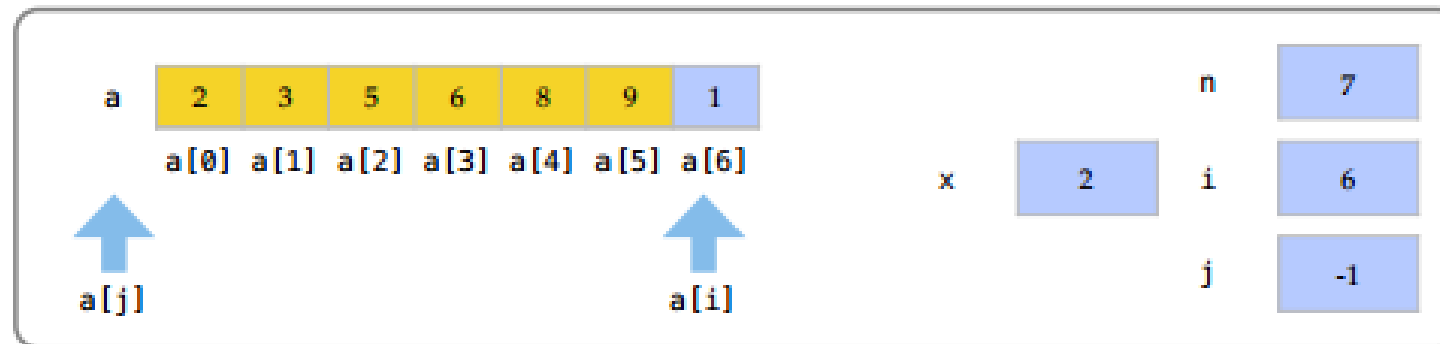 n 7
a 2 3 5 6 8 9 1
a[0] a[1] a[2] a[3] a[4] a[5] a[6]
x 2 i 6
j -1
a[j] a[i]